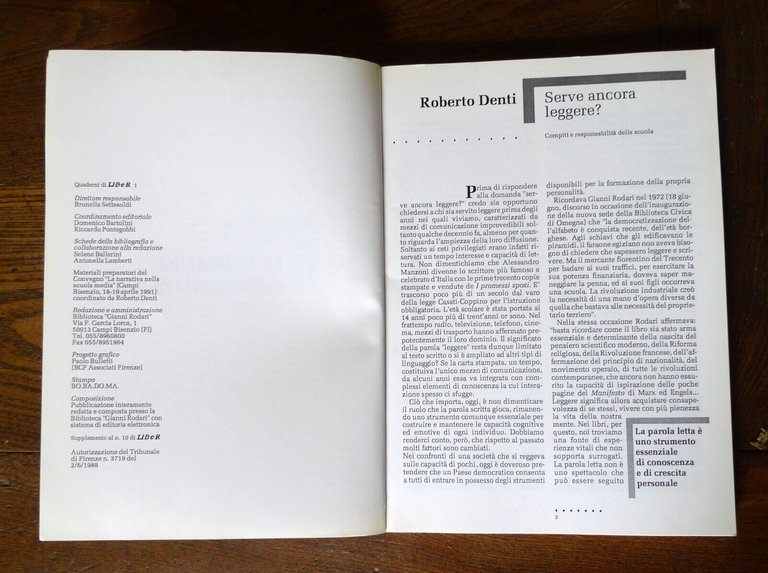 Quaderni di LiBeR 1
Direttore responsabile
Brunella Settesoldi
Coordinamento editoriale
Domenico Bartolini
Riccardo Pontegobbi
Schede della bibliografia e
collaborazione alla redazione
Selene Ballerini
Antonella Lamberti
Materiali preparatori del
Convegno "La narrativa nella
scuola media" (Campi
Bisenzio, 18-19 aprile 1991)
coordinato da Roberto Denti
Redazione e amministrazione
Biblioteca "Gianni Rodari"
Via F. Garcia Lorca, 1
50013 Campi Bisenzio (FI)
Tel. 055/8960800
Fax 055/8951964
Progetto grafico
Paolo Bulletti
(BCP Associati Firenze)
Stampa
BO.BA.DO.MA.
Composizione
Pubblicazione interamente
redatta e composta presso la
Biblioteca "Gianni Rodari" con
sistema di editoria elettronica
Supplemento al n. 10 di LiBeR
Autorizzazione del Tribunale
di Firenze n. 3719 del
2/6/1988
Roberto Denti
Serve ancora
leggere?
Compiti e responsabilità della scuola
Prima di rispondere
alla domanda "ser-
ve ancora leggere?" credo sia opportuno
chiedersi a chi sia servito leggere prima degli
anni nei quali viviamo, caratterizzati da
mezzi di comunicazione imprevedibili sol-
tanto qualche decennio fa, almeno per quan-
to riguarda l'ampiezza della loro diffusione.
Soltanto ai ceti privilegiati erano infatti ri-
servati un tempo interesse e capacità di let-
tura. Non dimentichiamo che Alessandro
Manzoni divenne lo scrittore più famoso e
celebrato d'Italia con le prime trecento copie
stampate e vendute de I promessi sposi. E'
trascorso poco più di un secolo dal varo
della legge Casati-Coppino per l'istruzione
obbligatoria. L'età scolare è stata portata ai
14 anni poco più di trent'anni or sono. Nel
frattempo radio, televisione, telefono, cine-
ma, mezzi di trasporto hanno affermato pre-
potentemente il loro dominio. Il significato
della parola "leggere" resta dunque limitato
al testo scritto o si è ampliato ad altri tipi di
linguaggio? Se la carta stampata, un tempo,
costituiva l'unico mezzo di comunicazione,
da alcuni anni essa va integrata con com-
plessi elementi di conoscenza la cui intera-
zione spesso ci sfugge.
Ciò che importa, oggi, è non dimenticare
il ruolo che la parola scritta gioca, rimanen-
do uno strumento comunque essenziale per
costruire e mantenere le capacità cognitive
ed emotive di ogni individuo. Dobbiamo
renderci conto, però, che rispetto al passato
molti fattori sono cambiati.
Nei confronti di una società che si reggeva
sulle capacità di pochi, oggi è doveroso pre-
tendere che un Paese democratico consenta
a tutti di entrare in possesso degli strumenti
disponibili per la formazione della propria
personalità.
Ricordava Gianni Rodari nel 1972 (18 giu-
gno, discorso in occasione dell'inaugurazio-
ne della nuova sede della Biblioteca Civica
di Omegna) che "la democratizzazione del-
l'alfabeto è conquista recente, dell'età bor-
ghese. Agli schiavi che gli edificavano le
piramidi, il faraone egiziano non aveva biso-
gno di chiedere che sapessero leggere e scri-
vere. Ma il mercante fiorentino del Trecento
per badare ai suoi traffici, per esercitare la
sua potenza finanziaria, doveva saper ma-
neggiare la penna, ed ai suoi figli occorreva
una scuola. La rivoluzione industriale creò
la necessità di una mano d'opera diversa da
quella che bastava alle necessità del proprie-
tario terriero".
Nella stessa occasione Rodari affermava:
"basta ricordare come il libro sia stato arma
essenziale e determinante della nascita del
pensiero scientifico moderno, della Riforma
religiosa, della Rivoluzione francese, dell'af-
fermazione del principio di nazionalità, del
movimento operaio, di tutte le rivoluzioni
contemporanee, che ancora non hanno esau-
rito la capacità di ispirazione delle poche
pagine del Manifesto di Marx ed Engels...
Leggere significa allora acquistare consape-
volezza di se stessi, vivere con più pienezza
la vita della nostra
mente. Nei libri, per
questo, noi troviamo
una fonte di espe-
rienze vitali che non
sopporta surrogati.
La parola letta non è
uno spettacolo che
può essere seguito
La parola letta è
uno strumento
essenziale
di conoscenza
e di crescita
personale
3